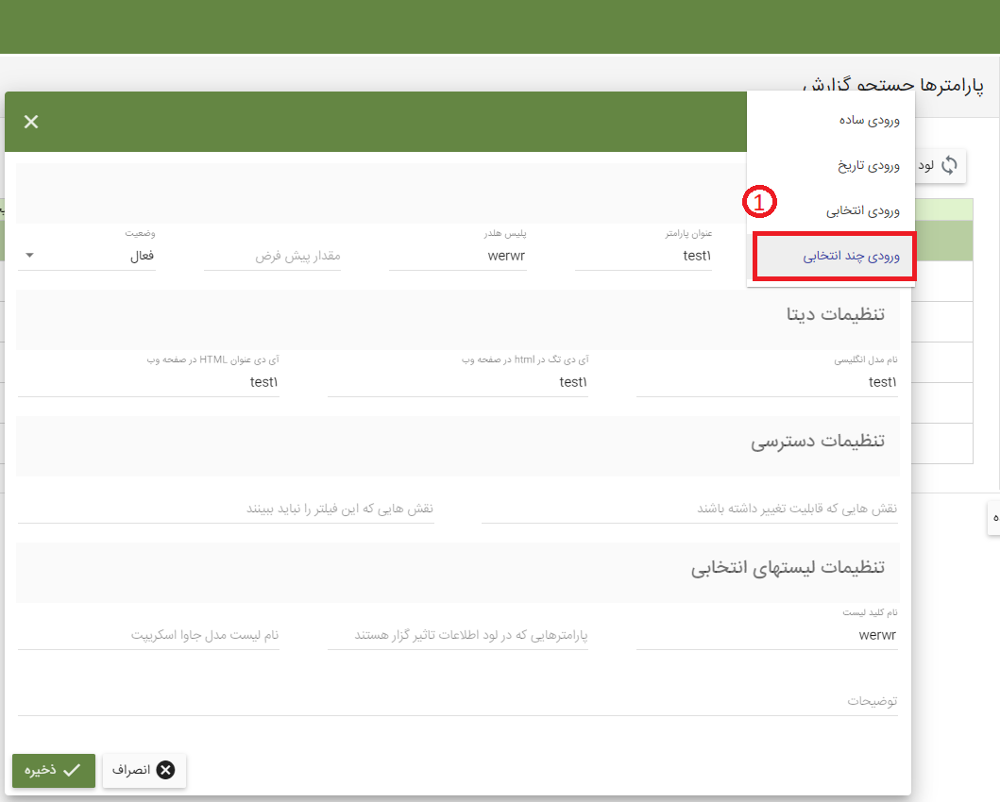 پارامترها جستجو گزارش
ورودی ساده
ورودی تاریخ
لود
ورودی انتخابی
1
ورودی چند انتخابی
عنوان پارامتر
پلیس هلدر
وضعیت
test۱
werwr
مقدار پیش فرض
فعال
تنظیمات دیتا
نام مدل انگلیسی
آی دی تگ در html در صفحه وب
آی دی عنوان HTML در صفحه وب
test۱
test۱
test۱
تنظیمات دسترسی
نقش هایی که قابلیت تغییر داشته باشند
نقش هایی که این فیلتر را نباید ببینند
تنظیمات لیستهای انتخابی
نام کلید لیست
werwr
پارامترهایی که در لود اطلاعات تاثیر گزار هستند
نام لیست مدل جاوا اسکریپت
توضیحات
انصراف
ذخیره